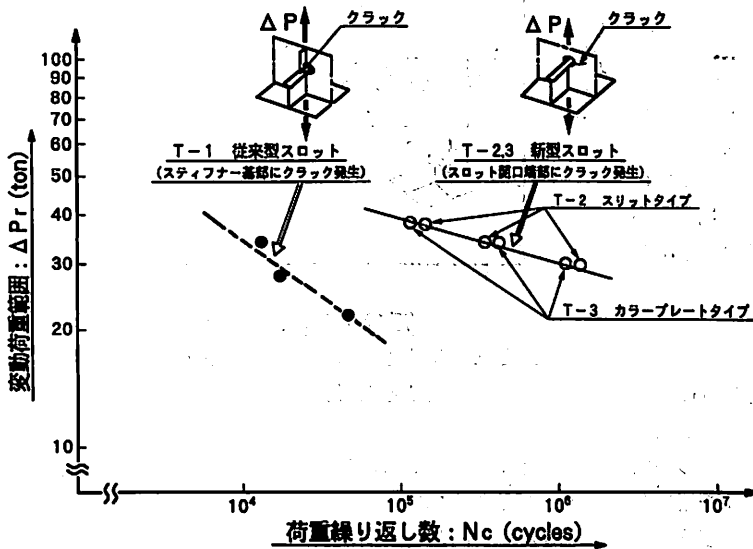 ΔP
クラック
ΔP
クラック
T-1 従来型スロット
(スティフナー基部にクラック発生)
T-2,3 新型スロット
(スロット開口端部にクラック発生)
T-2 スリットタイプ
T-3 カラープレートタイプ
変動荷重範囲:ΔPr (ton)
100
90
80
70
60
50
40
30
20
10
10⁴
10⁵
10⁶
10⁷
荷重繰り返し数:Nc (cycles)